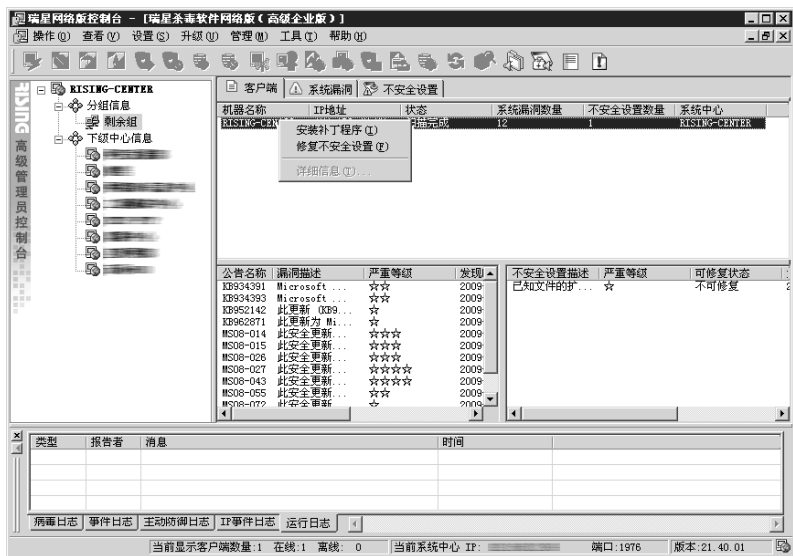 瑞星网络版控制台 - [瑞星杀毒软件网络版(高级企业版)]
操作(O) 查看(V) 设置(S) 升级(U) 管理(M) 工具(T) 帮助(H)
RISING
高级管理员控制台
RISING-CENTER
分组信息
剩余组
下级中心信息
客户端 系统漏洞 不安全设置
机器名称 IP地址 状态 系统漏洞数量 不安全设置数量 系统中心
RISING-CEN 描完成 12 1 RISING-CENTER
安装补丁程序(I)
修复不安全设置(F)
详细信息(T)...
公告名称 漏洞描述 严重等级 发现
KB934391 Microsoft ... ☆☆ 2009-
KB934393 Microsoft ... ☆☆ 2009-
KB952142 此更新 (KB9... ☆ 2009-
KB962871 此更新为 Mi... ☆ 2009-
MS08-014 此安全更新... ☆☆☆ 2009-
MS08-015 此安全更新... ☆☆☆ 2009-
MS08-026 此安全更新... ☆☆☆ 2009-
MS08-027 此安全更新... ☆☆☆☆ 2009-
MS08-043 此安全更新... ☆☆☆☆ 2009-
MS08-055 此安全更新... ☆☆ 2009-
MS08-072 此安全更新... ☆ 2009-
不安全设置描述 严重等级 可修复状态
已知文件的扩... ☆ 不可修复
类型 报告者 消息 时间
病毒日志 事件日志 主动防御日志 IP事件日志 运行日志
当前显示客户端数量:1 在线:1 离线: 0 当前系统中心 IP: 端口:1976 版本:21.40.01